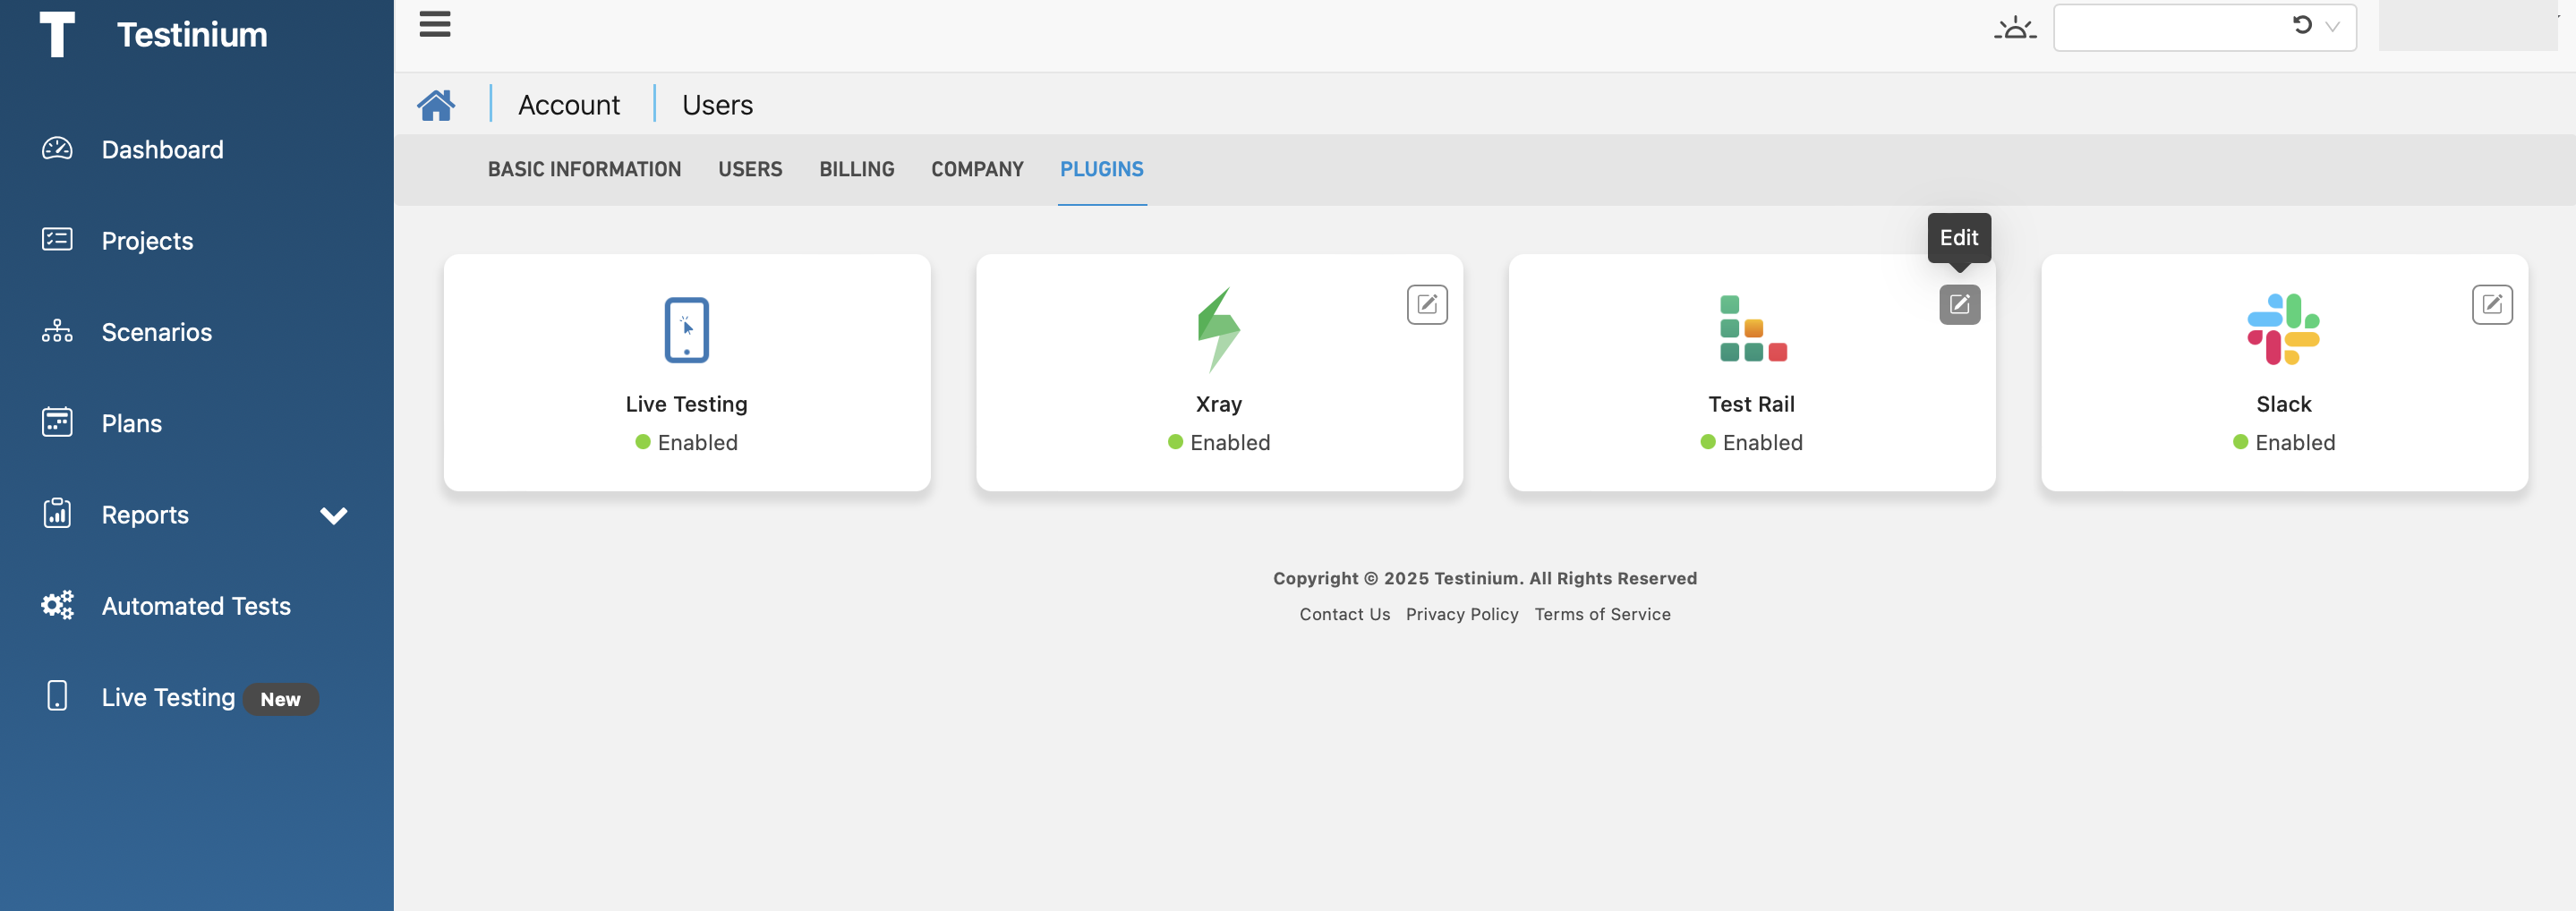 Testinium
Dashboard
Projects
Scenarios
Plans
Reports
Automated Tests
Live Testing New
Account Users
BASIC INFORMATION USERS BILLING COMPANY PLUGINS
Edit
Live Testing
Enabled
Xray
Enabled
Test Rail
Enabled
Slack
Enabled
Copyright © 2025 Testinium. All Rights Reserved
Contact Us Privacy Policy Terms of Service